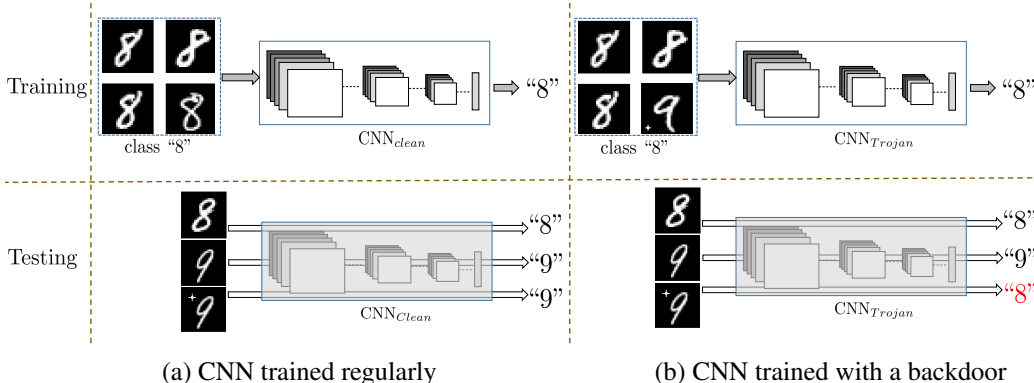 Training
class “8”
CNN_clean
“8”
class “8”
CNN_Trojan
“8”
Testing
“8”
“9”
“9”
CNN_Clean
“8”
“9”
“8”
CNN_Trojan
(a) CNN trained regularly
(b) CNN trained with a backdoor